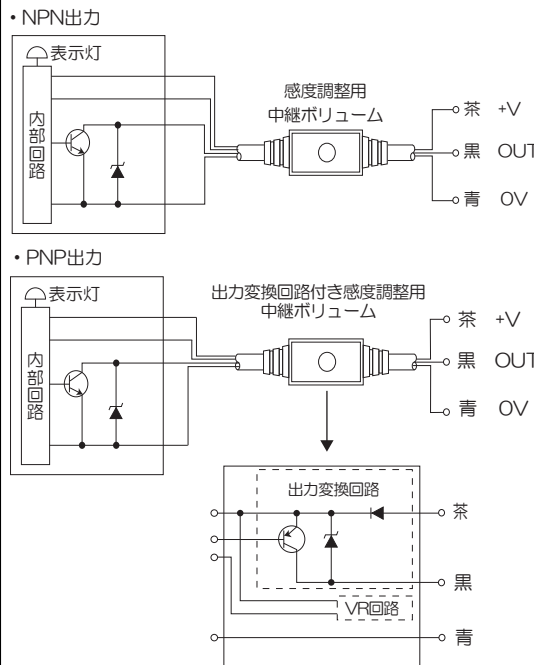 ・NPN出力
表示灯
内部回路
感度調整用
中継ボリューム
茶 +V
黒 OUT
青 0V
・PNP出力
表示灯
内部回路
出力変換回路付き感度調整用
中継ボリューム
茶 +V
黒 OUT
青 0V
出力変換回路
茶
黒
VR回路
青